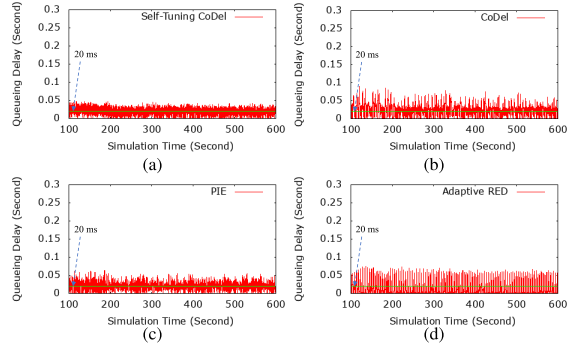 Self-Tuning CoDel
Queueing Delay (Second)
0.3
0.25
0.2
0.15
0.1
0.05
0
20 ms
100 200 300 400 500 600
Simulation Time (Second)
(a)
CoDel
Queueing Delay (Second)
0.3
0.25
0.2
0.15
0.1
0.05
0
20 ms
100 200 300 400 500 600
Simulation Time (Second)
(b)
PIE
Queueing Delay (Second)
0.3
0.25
0.2
0.15
0.1
0.05
0
20 ms
100 200 300 400 500 600
Simulation Time (Second)
(c)
Adaptive RED
Queueing Delay (Second)
0.3
0.25
0.2
0.15
0.1
0.05
0
20 ms
100 200 300 400 500 600
Simulation Time (Second)
(d)